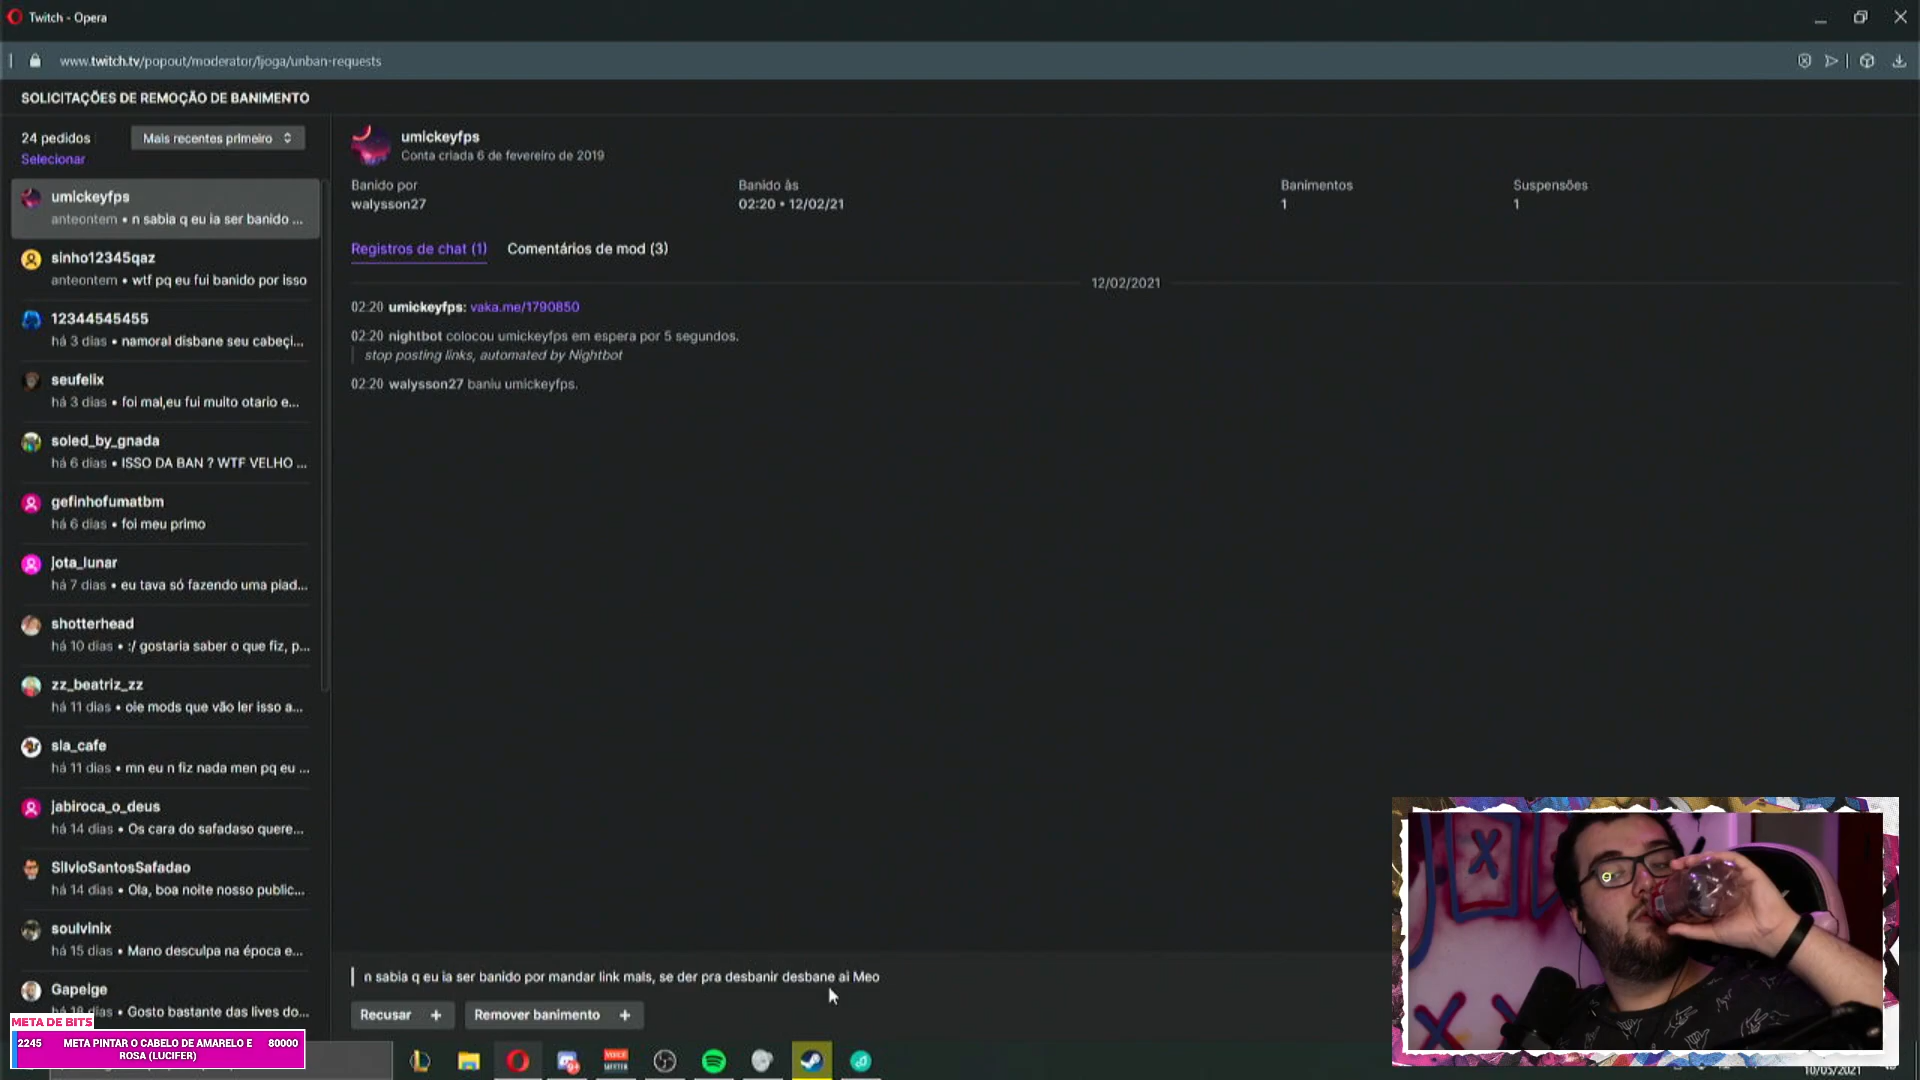 Twitch - Opera
www.twitch.tv/popout/moderator/ljoga/unban-requests
SOLICITAÇÕES DE REMOÇÃO DE BANIMENTO
24 pedidos
Mais recentes primeiro
Selecionar
umickeyfps
anteontem • n sabia q eu ia ser banido ...
sinho12345qaz
anteontem • wtf pq eu fui banido por isso
12344545455
há 3 dias • namoral disbane seu cabeçi...
seufelix
há 3 dias • foi mal,eu fui muito otario e...
soled_by_gnada
há 6 dias • ISSO DA BAN ? WTF VELHO ...
gefinhofumatbm
há 6 dias • foi meu primo
jota_lunar
há 7 dias • eu tava só fazendo uma piad...
shotterhead
há 10 dias • :/ gostaria saber o que fiz, p...
zz_beatriz_zz
há 11 dias • oie mods que vão ler isso a...
sla_cafe
há 11 dias • mn eu n fiz nada men pq eu ...
jabiroca_o_deus
há 14 dias • Os cara do safadaso quere...
SilvioSantosSafadao
há 14 dias • Ola, boa noite nosso public...
soulvinix
há 15 dias • Mano desculpa na época e...
Gapeige
há 18 dias • Gosto bastante das lives do...
umickeyfps
Conta criada 6 de fevereiro de 2019
Banido por
walysson27
Banido às
02:20 • 12/02/21
Banimentos
1
Suspensões
1
Registros de chat (1)
Comentários de mod (3)
12/02/2021
02:20 umickeyfps: vaka.me/1790850
02:20 nightbot colocou umickeyfps em espera por 5 segundos.
stop posting links, automated by Nightbot
02:20 walysson27 baniu umickeyfps.
n sabia q eu ia ser banido por mandar link mals, se der pra desbanir desbane ai Meo
Recusar +
Remover banimento +
META DE BITS
2245 META PINTAR O CABELO DE AMARELO E 80000
ROSA (LUCIFER)
10/05/2021